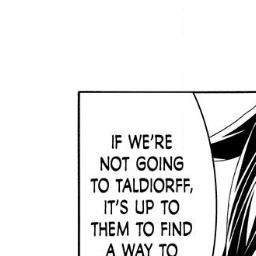 IF WE'RE
NOT GOING
TO TALDIORFF,
IT'S UP TO
THEM TO FIND
A WAY TO